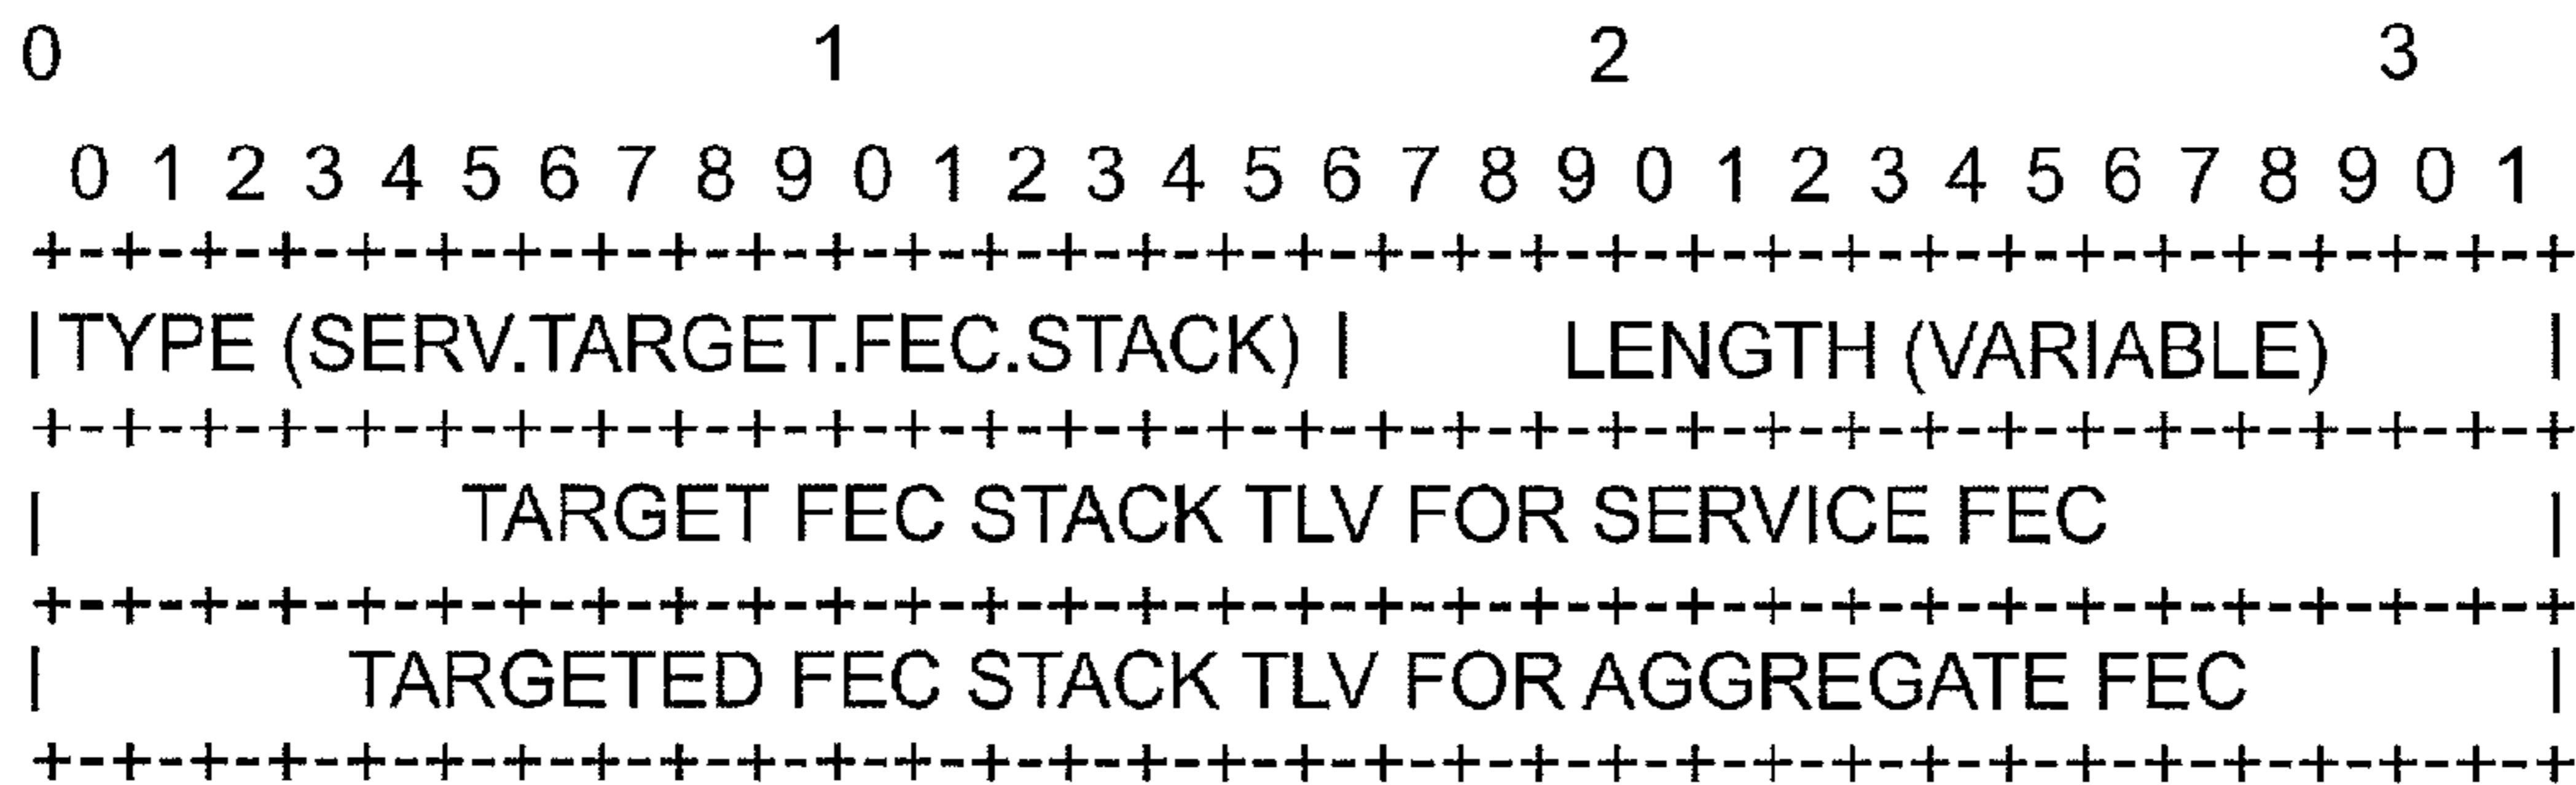 0 1 2 3
0 1 2 3 4 5 6 7 8 9 0 1 2 3 4 5 6 7 8 9 0 1 2 3 4 5 6 7 8 9 0 1
+-+-+-+-+-+-+-+-+-+-+-+-+-+-+-+-+-+-+-+-+-+-+-+-+-+-+-+-+-+-+-+-+
|TYPE (SERV.TARGET.FEC.STACK) | LENGTH (VARIABLE) |
+-+-+-+-+-+-+-+-+-+-+-+-+-+-+-+-+-+-+-+-+-+-+-+-+-+-+-+-+-+-+-+-+
| TARGET FEC STACK TLV FOR SERVICE FEC |
+-+-+-+-+-+-+-+-+-+-+-+-+-+-+-+-+-+-+-+-+-+-+-+-+-+-+-+-+-+-+-+-+
| TARGETED FEC STACK TLV FOR AGGREGATE FEC |
+-+-+-+-+-+-+-+-+-+-+-+-+-+-+-+-+-+-+-+-+-+-+-+-+-+-+-+-+-+-+-+-+